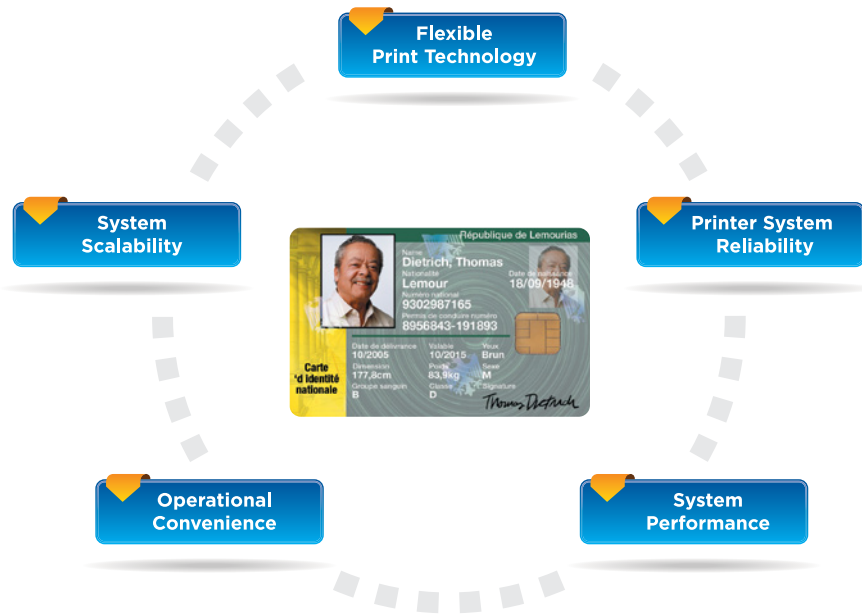 Flexible
Print Technology
System
Scalability
Printer System
Reliability
République de Lemourias
Name
Dietrich, Thomas
Nationalité
Lemour
Date de naissance
18/09/1948
Numéro national
9302987165
Permis de conduire numéro
8956843-191893
Date de délivrance
Valable
Yeux
10/2005
10/2015
Brun
Dimension
Poids
Sexe
177,8cm
83,9kg
M
Groupe sanguin
Classe
Signature
B
D
Thomas Dietrich
Carte
'd identité
nationale
Operational
Convenience
System
Performance